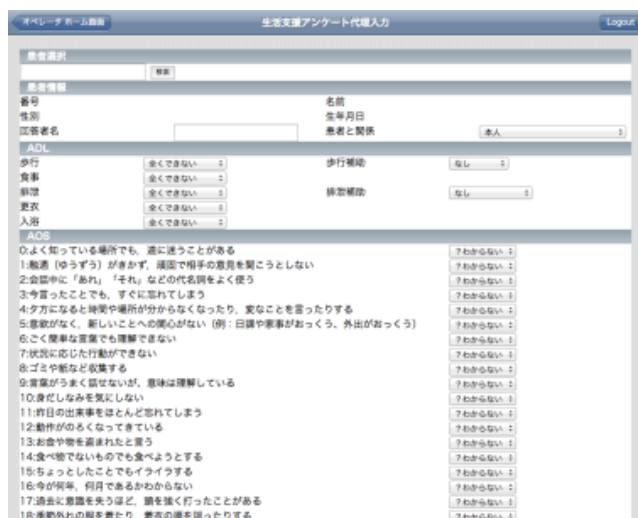 オペレータ ホーム画面 生活支援アンケート代理入力 Logout
患者選択
検索
患者情報
番号 名前
性別 生年月日
回答者名 患者と関係 本人
ADL
歩行 全くできない 歩行補助 なし
食事 全くできない
排泄 全くできない 排泄補助 なし
更衣 全くできない
入浴 全くできない
AOS
0:よく知っている場所でも、道に迷うことがある ?わからない
1:融通（ゆうずう）がきかず、頑固で相手の意見を聞こうとしない ?わからない
2:会話中に「あれ」「それ」などの代名詞をよく使う ?わからない
3:今言ったことでも、すぐに忘れてしまう ?わからない
4:夕方になると時間や場所が分からなくなったり、変なことを言ったりする ?わからない
5:意欲がなく、新しいことへの関心がない（例：日課や家事がおっくう、外出がおっくう） ?わからない
6:ごく簡単な言葉でも理解できない ?わからない
7:状況に応じた行動ができない ?わからない
8:ゴミや紙など収集する ?わからない
9:言葉がうまく話せないが、意味は理解している ?わからない
10:身だしなみを気にしない ?わからない
11:昨日の出来事をほとんど忘れてしまう ?わからない
12:動作がのろくなってきている ?わからない
13:お金や物を盗まれたと言う ?わからない
14:食べ物でないものでも食べようとする ?わからない
15:ちょっとしたことでもイライラする ?わからない
16:今が何年、何月であるかわからない ?わからない
17:過去に意識を失うほど、頭を強く打ったことがある ?わからない
18:季節外れの服を着たり、着衣の順を誤ったりする ?わからない